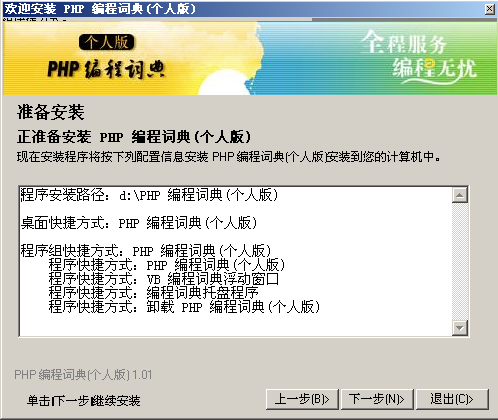 欢迎安装 PHP 编程词典(个人版)
个人版
PHP编程词典
全程服务
编程无忧
准备安装
正准备安装 PHP 编程词典(个人版)
现在安装程序将按下列配置信息安装 PHP 编程词典(个人版)安装到您的计算机中。
程序安装路径: d:\PHP 编程词典(个人版)
桌面快捷方式: PHP 编程词典(个人版)
程序组快捷方式: PHP 编程词典(个人版)
程序快捷方式: PHP 编程词典(个人版)
程序快捷方式: VB 编程词典浮动窗口
程序快捷方式: 编程词典托盘程序
程序快捷方式: 卸载 PHP 编程词典(个人版)
PHP 编程词典(个人版) 1.01
单击[下一步]继续安装
上一步(B)>
下一步(N)>
退出(C)>